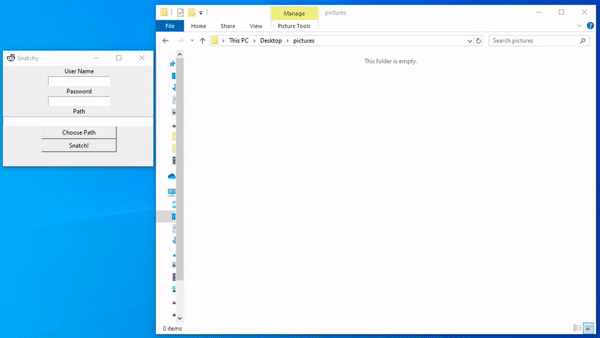 Snatchy
User Name
Password
Path
Choose Path
Snatch!
Manage
pictures
File
Home
Share
View
Picture Tools
This PC
Desktop
pictures
Search pictures
This folder is empty.
0 items